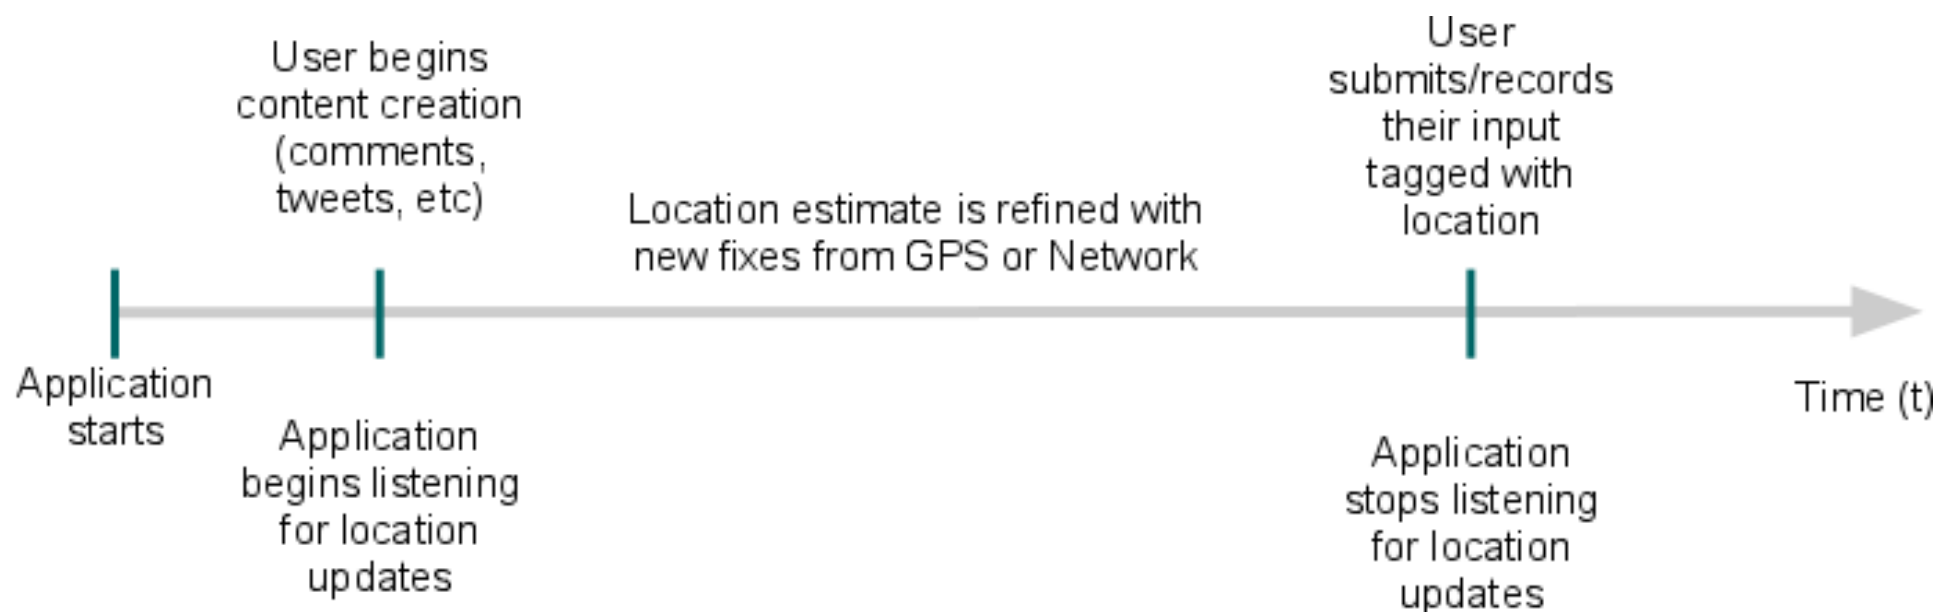 User begins
content creation
(comments,
tweets, etc)
Location estimate is refined with
new fixes from GPS or Network
User
submits/records
their input
tagged with
location
Application
starts
Application
begins listening
for location
updates
Application
stops listening
for location
updates
Time (t)